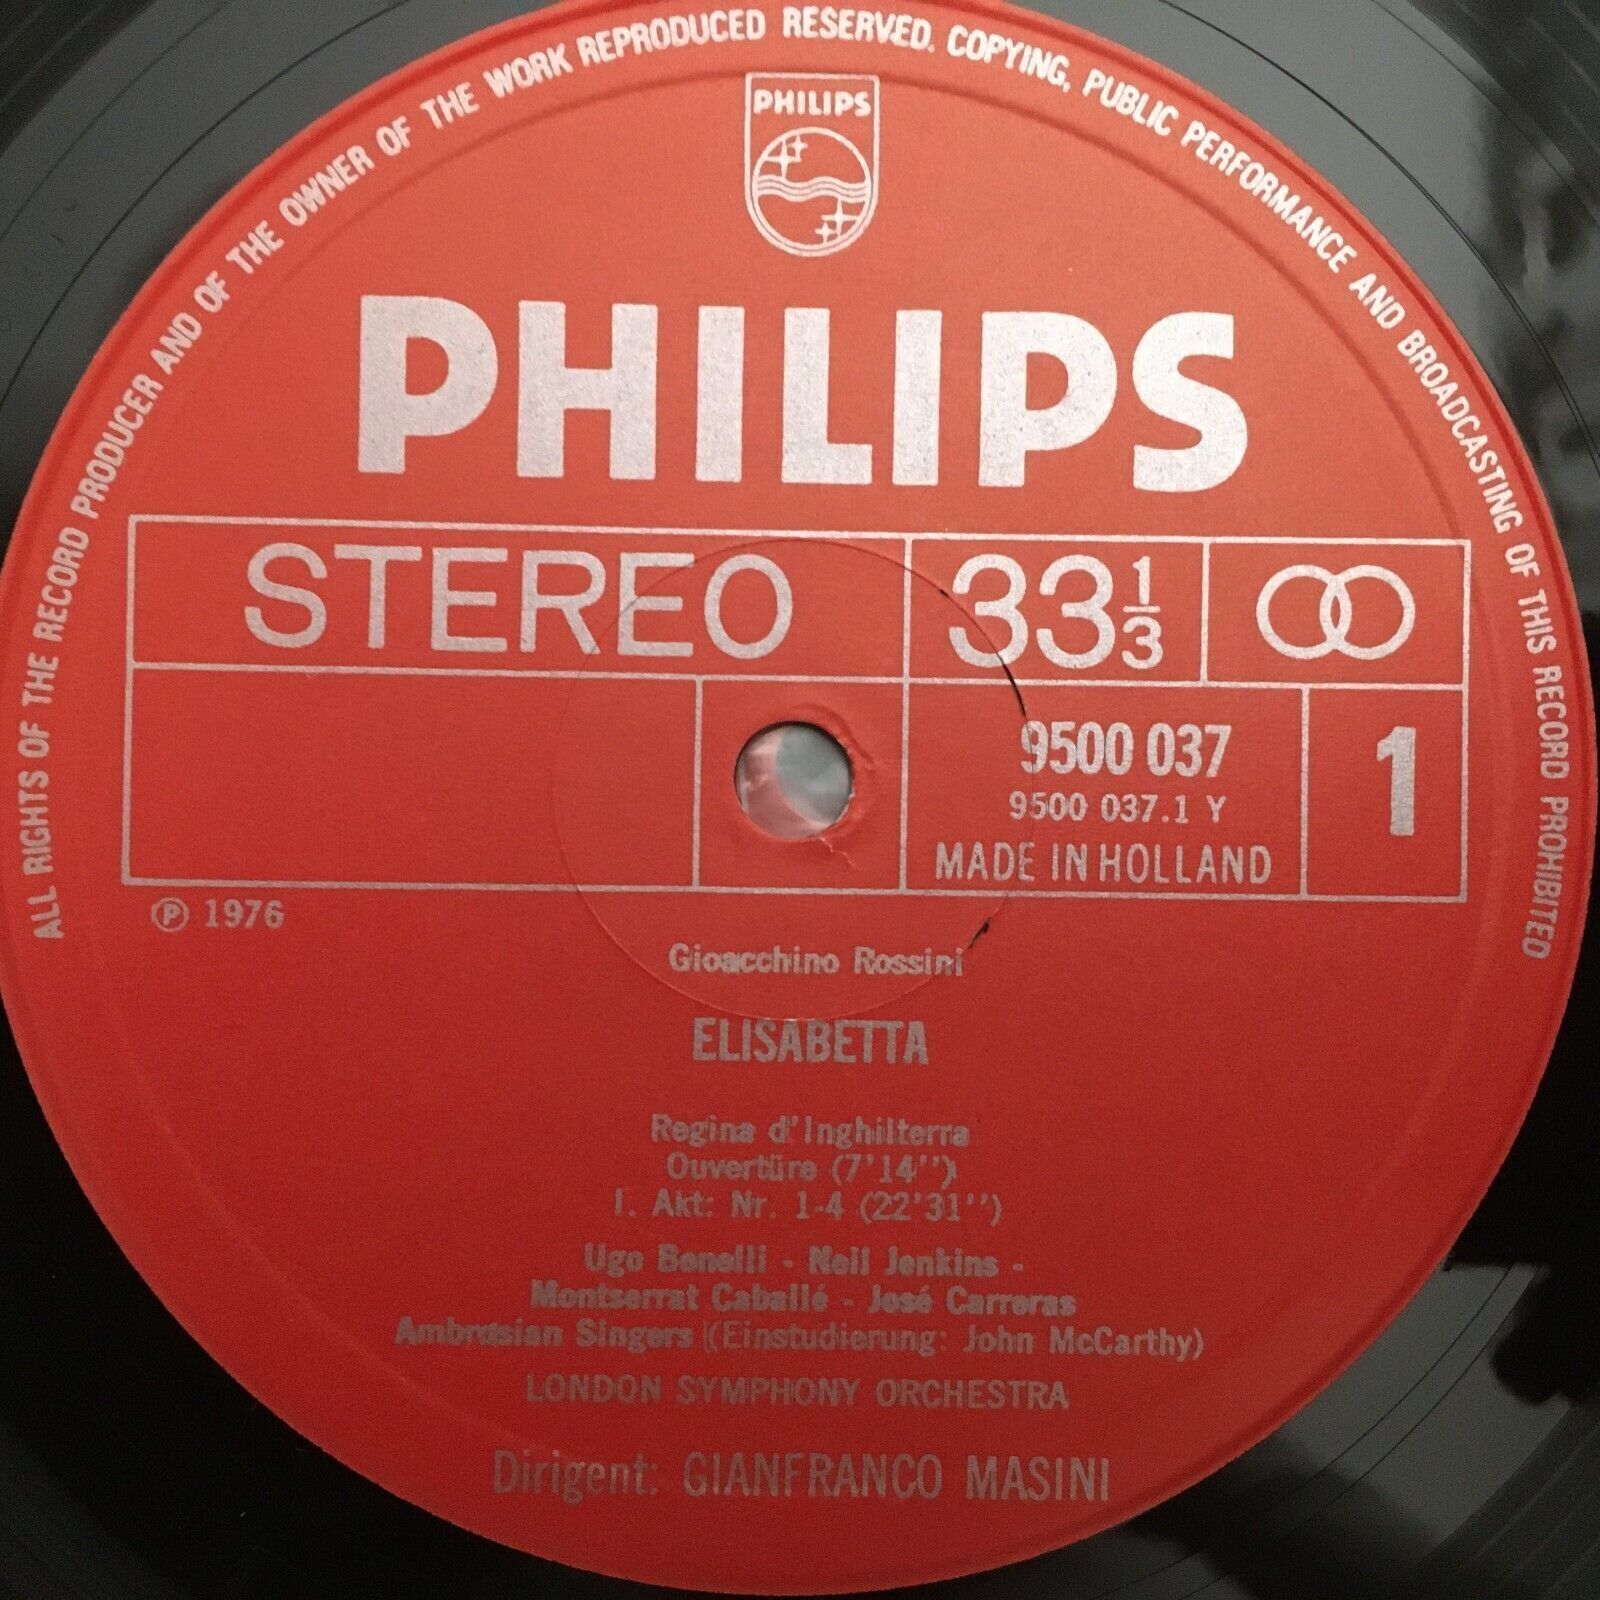 ALL RIGHTS OF THE RECORD PRODUCER AND OF THE OWNER OF THE WORK REPRODUCED RESERVED. COPYING, PUBLIC PERFORMANCE AND BROADCASTING OF THIS RECORD PROHIBITED
PHILIPS
PHILIPS
STEREO 33 1/3
9500 037 1
9500 037.1 Y
MADE IN HOLLAND
℗ 1976
Gioacchino Rossini
ELISABETTA
Regina d'Inghilterra
Ouvertüre (7'14'')
I. Akt: Nr. 1-4 (22'31'')
Ugo Benelli - Neil Jenkins -
Montserrat Caballé - José Carreras
Ambrosian Singers (Einstudierung: John McCarthy)
LONDON SYMPHONY ORCHESTRA
Dirigent: GIANFRANCO MASINI